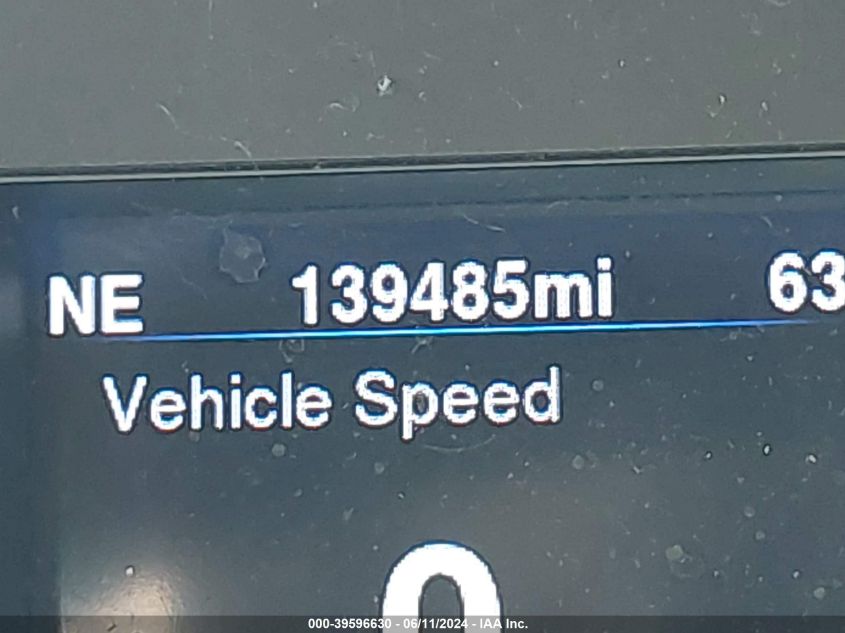 NE 139485mi 63
Vehicle Speed
0
000-39596630 - 06/11/2024 - IAA Inc.